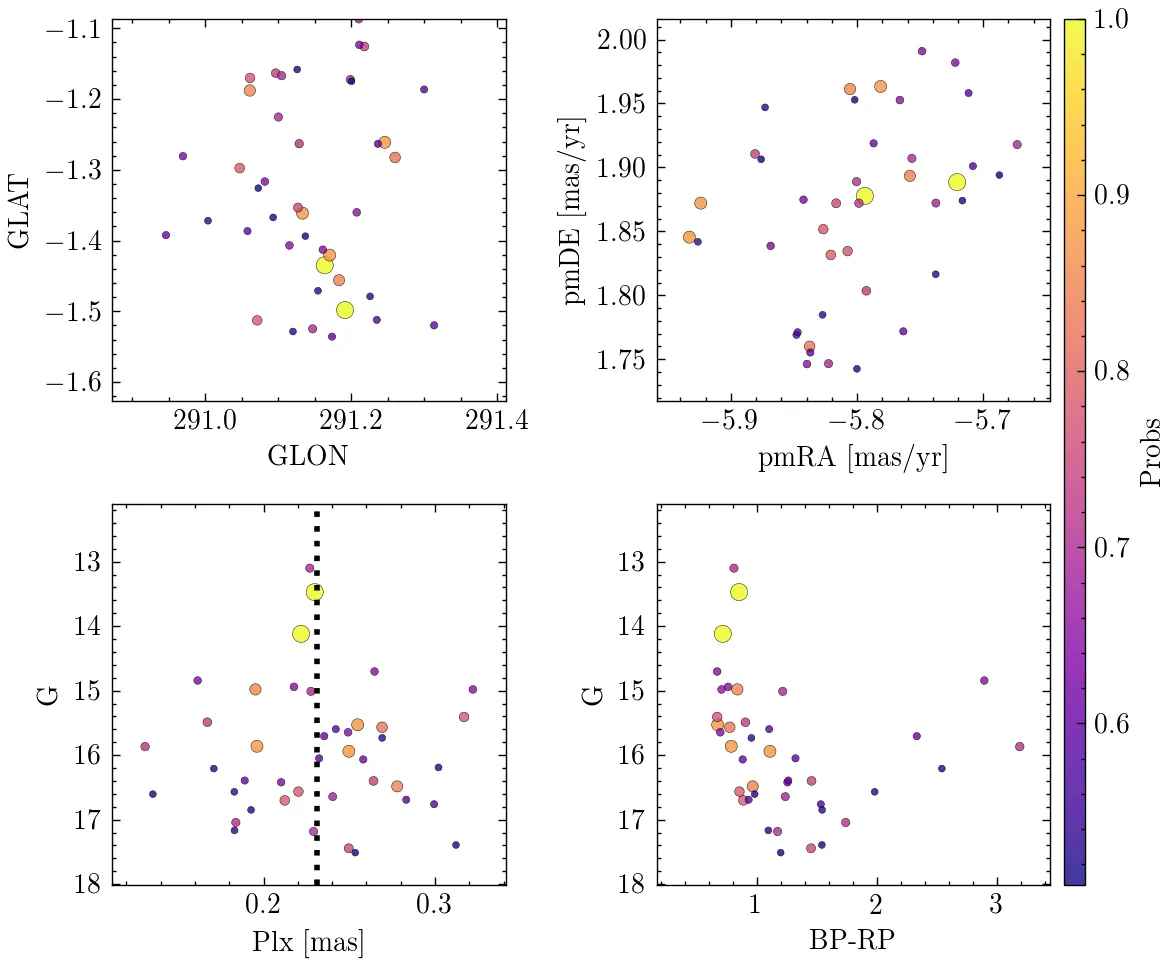 −1.1
−1.2
−1.3
−1.4
−1.5
−1.6
GLAT
291.0 291.2 291.4
GLON
2.00
1.95
1.90
1.85
1.80
1.75
pmDE [mas/yr]
−5.9 −5.8 −5.7
pmRA [mas/yr]
1.0
0.9
0.8
0.7
0.6
Probs
13
14
15
16
17
18
G
0.2 0.3
Plx [mas]
13
14
15
16
17
18
G
1 2 3
BP-RP